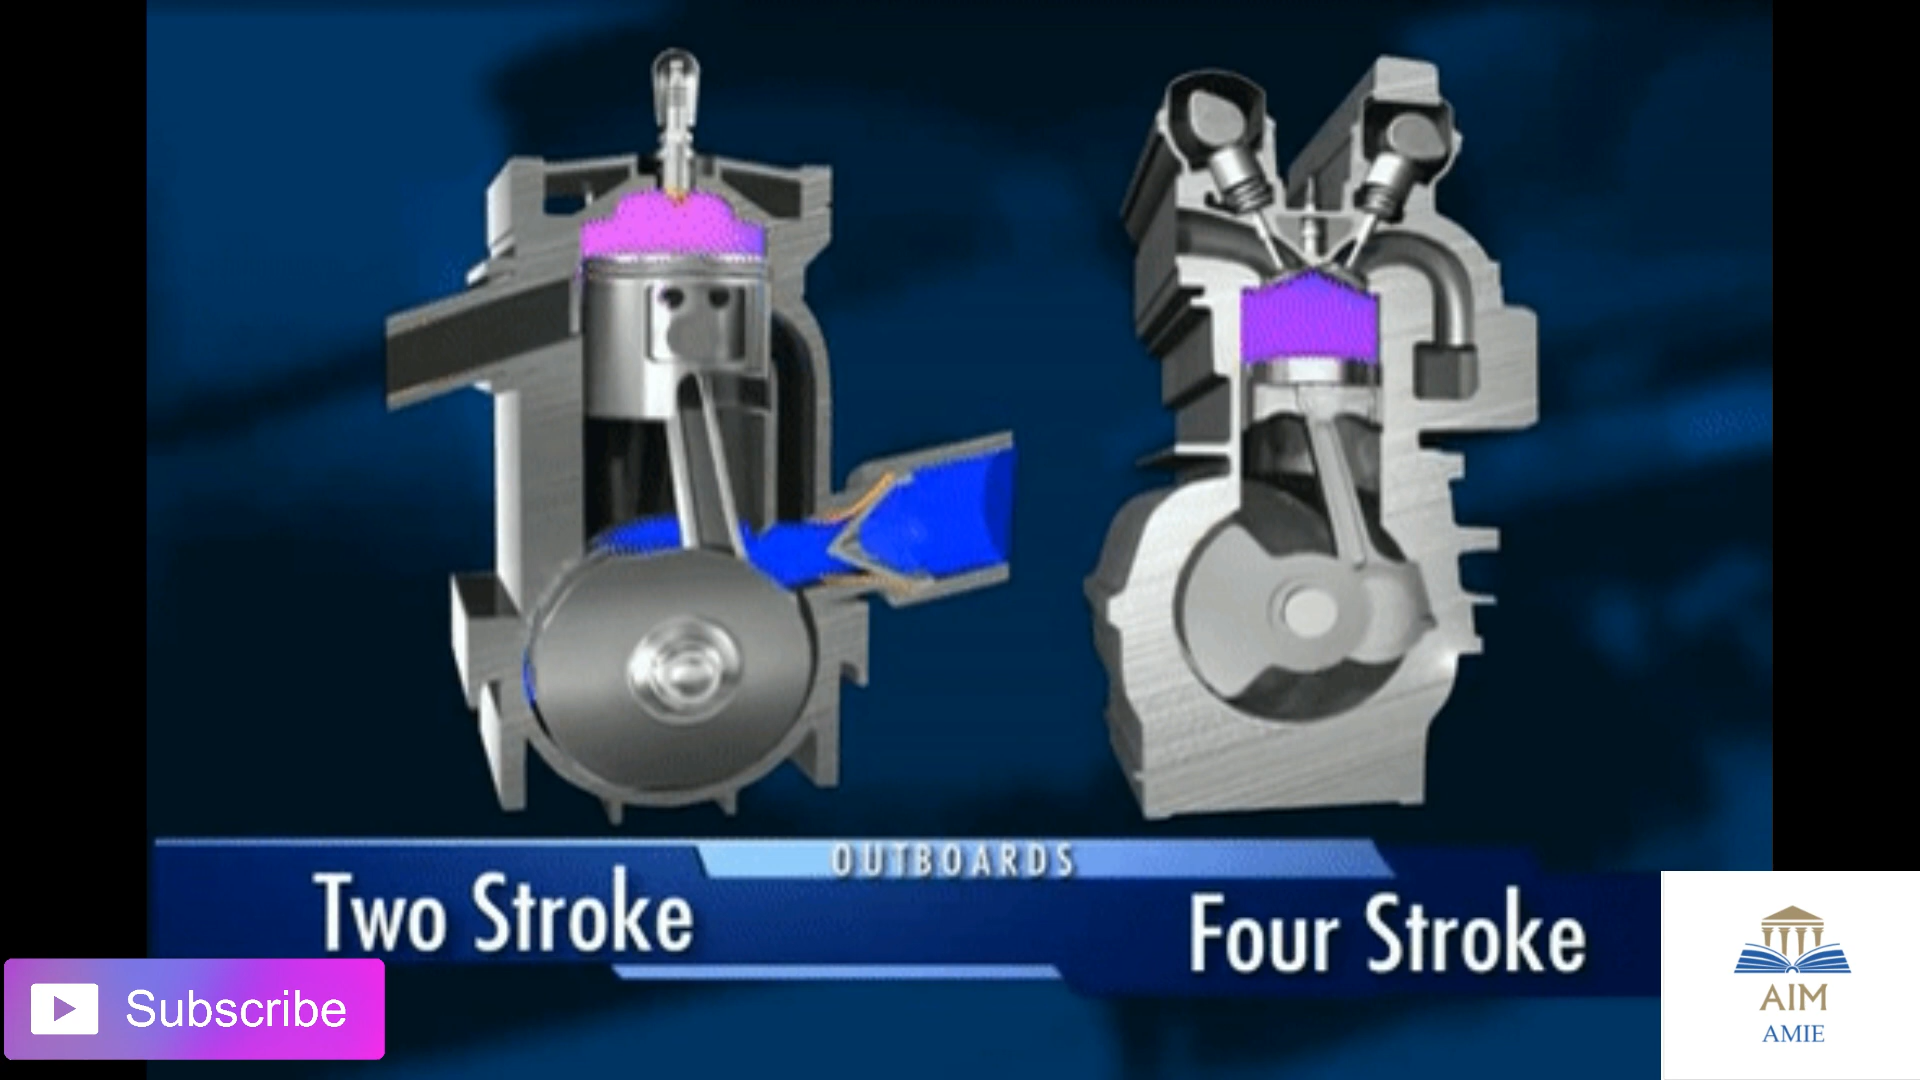 OUTBOARDS
Two Stroke
Four Stroke
Subscribe
AIM
AMIE